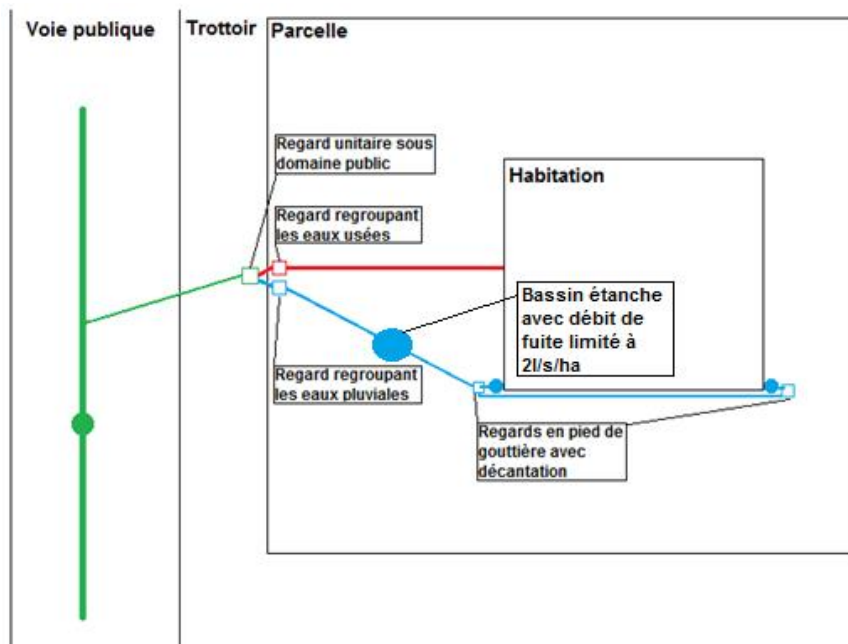 Voie publique
Trottoir
Parcelle
Regard unitaire sous
domaine public
Habitation
Regard regroupant
les eaux usées
Bassin étanche
avec débit de
fuite limité à
2l/s/ha
Regard regroupant
les eaux pluviales
Regards en pied de
gouttière avec
décantation